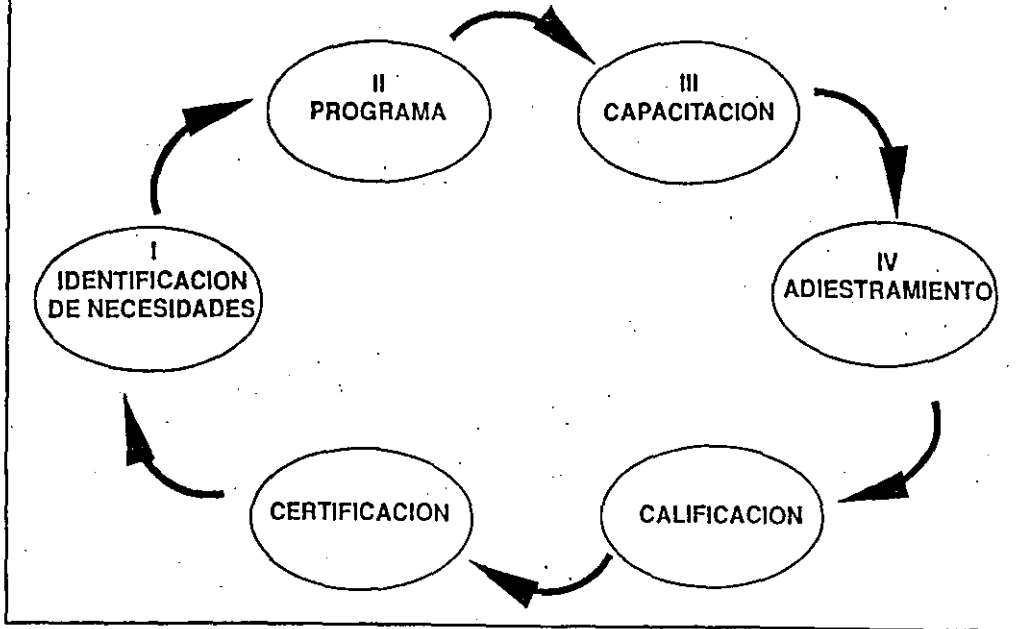 I
IDENTIFICACION
DE NECESIDADES
II
PROGRAMA
III
CAPACITACION
IV
ADIESTRAMIENTO
CALIFICACION
CERTIFICACION